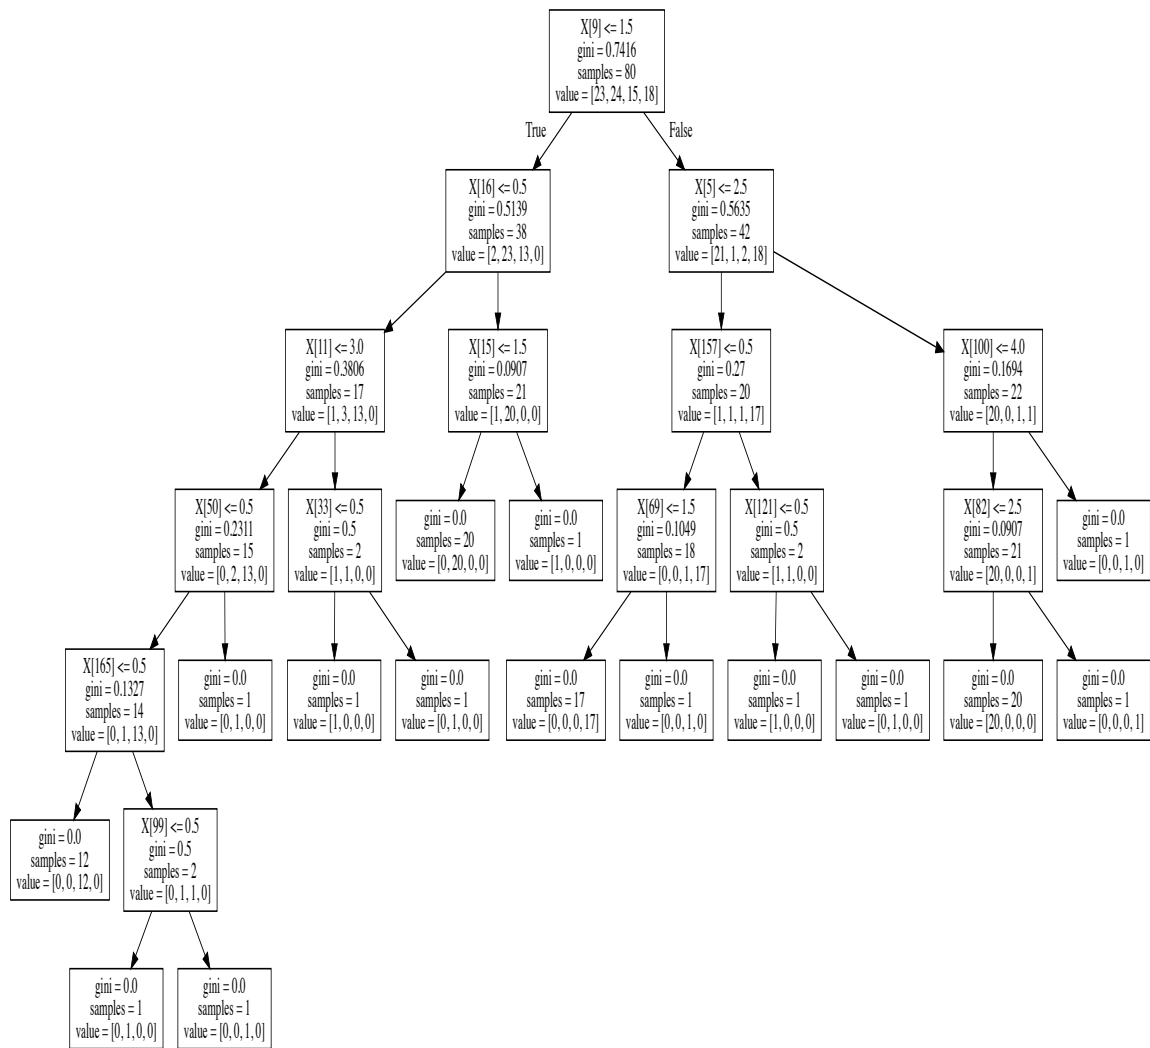 X[9] <= 1.5
gini = 0.7416
samples = 80
value = [23, 24, 15, 18]
True
False
X[16] <= 0.5
gini = 0.5139
samples = 38
value = [2, 23, 13, 0]
X[5] <= 2.5
gini = 0.5635
samples = 42
value = [21, 1, 2, 18]
X[11] <= 3.0
gini = 0.3806
samples = 17
value = [1, 3, 13, 0]
X[15] <= 1.5
gini = 0.0907
samples = 21
value = [1, 20, 0, 0]
X[157] <= 0.5
gini = 0.27
samples = 20
value = [1, 1, 1, 17]
X[100] <= 4.0
gini = 0.1694
samples = 22
value = [20, 0, 1, 1]
X[50] <= 0.5
gini = 0.2311
samples = 15
value = [0, 2, 13, 0]
X[33] <= 0.5
gini = 0.5
samples = 2
value = [1, 1, 0, 0]
gini = 0.0
samples = 20
value = [0, 20, 0, 0]
gini = 0.0
samples = 1
value = [1, 0, 0, 0]
X[69] <= 1.5
gini = 0.1049
samples = 18
value = [0, 0, 1, 17]
X[121] <= 0.5
gini = 0.5
samples = 2
value = [1, 1, 0, 0]
X[82] <= 2.5
gini = 0.0907
samples = 21
value = [20, 0, 0, 1]
gini = 0.0
samples = 1
value = [0, 0, 1, 0]
X[165] <= 0.5
gini = 0.1327
samples = 14
value = [0, 1, 13, 0]
gini = 0.0
samples = 1
value = [0, 1, 0, 0]
gini = 0.0
samples = 1
value = [1, 0, 0, 0]
gini = 0.0
samples = 1
value = [0, 1, 0, 0]
gini = 0.0
samples = 17
value = [0, 0, 0, 17]
gini = 0.0
samples = 1
value = [0, 0, 1, 0]
gini = 0.0
samples = 1
value = [1, 0, 0, 0]
gini = 0.0
samples = 1
value = [0, 1, 0, 0]
gini = 0.0
samples = 20
value = [20, 0, 0, 0]
gini = 0.0
samples = 1
value = [0, 0, 0, 1]
gini = 0.0
samples = 12
value = [0, 0, 12, 0]
X[99] <= 0.5
gini = 0.5
samples = 2
value = [0, 1, 1, 0]
gini = 0.0
samples = 1
value = [0, 1, 0, 0]
gini = 0.0
samples = 1
value = [0, 0, 1, 0]